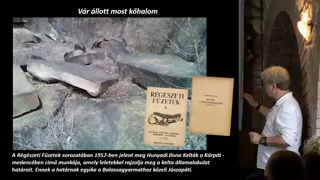 Vár állott most kőhalom
RÉGÉSZETI
FÜZETEK
A Régészeti Füzetek sorozatában 1957-ben jelent meg Hunyadi Ilona Kelták a Kárpát -
medencében című munkája, amely leletekkel rajzolja meg a kelta államalakulat
határait. Ennek a határnak egyike a Balassagyarmathoz közeli Jászapáti.